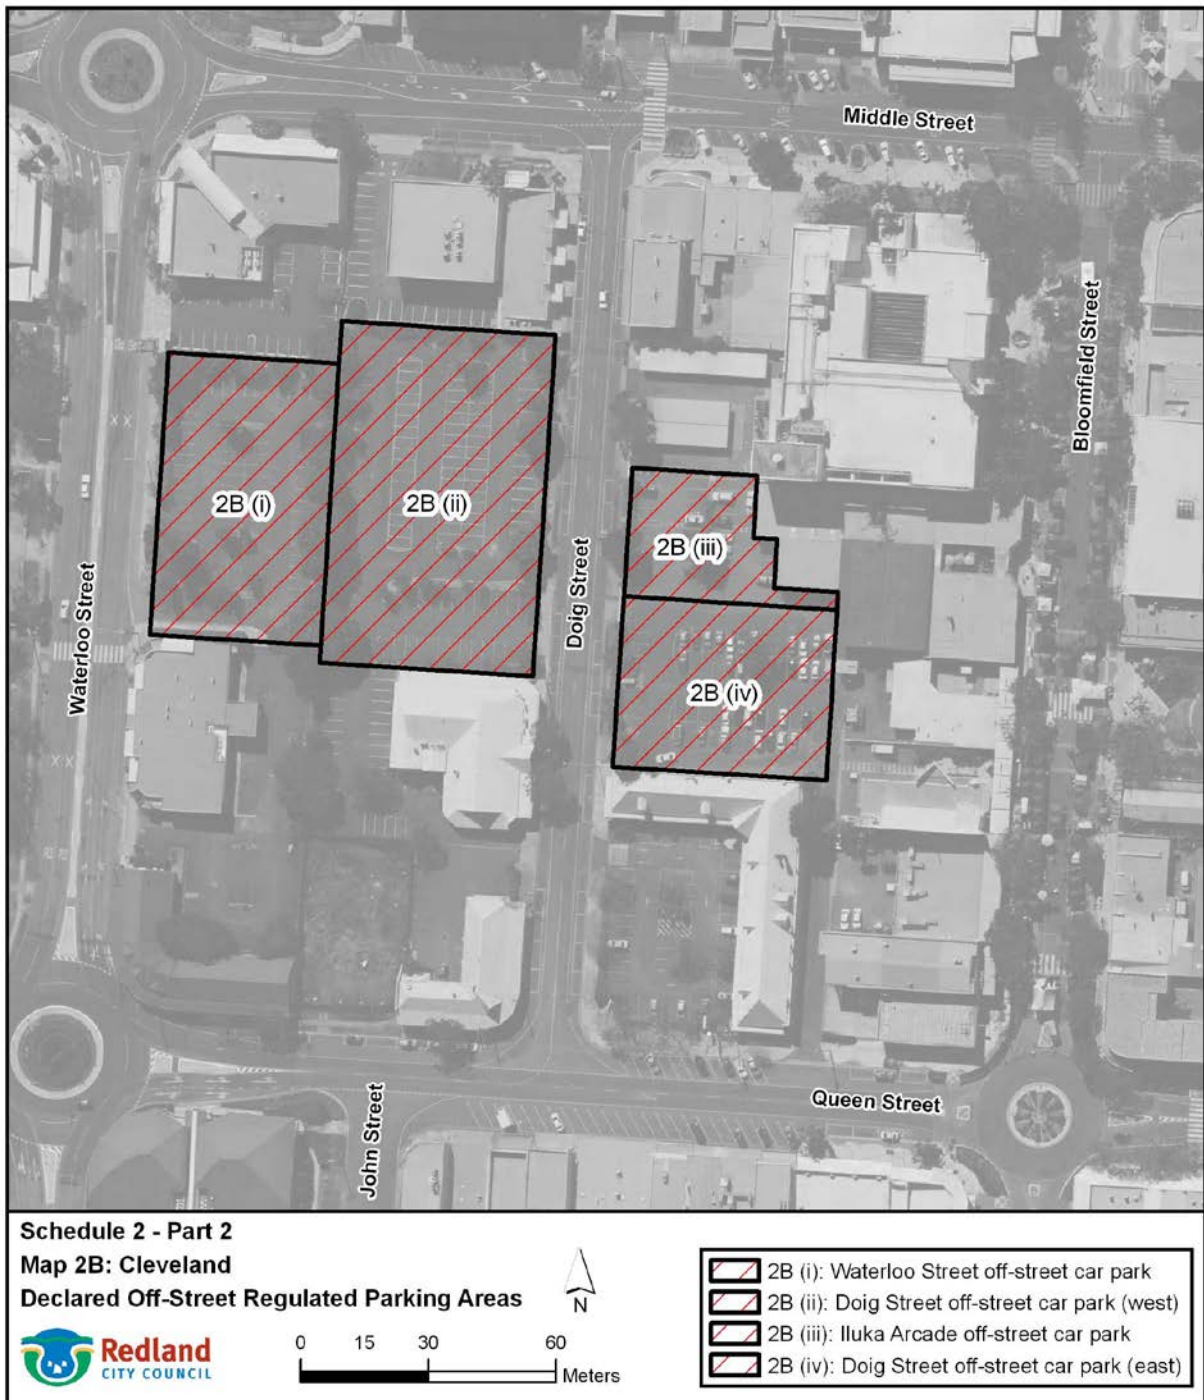 Middle Street
Bloomfield Street
2B (i)
2B (ii)
2B (iii)
Doig Street
Waterloo Street
2B (iv)
Queen Street
John Street
Schedule 2 - Part 2
Map 2B: Cleveland
Declared Off-Street Regulated Parking Areas
N
Redland
CITY COUNCIL
0 15 30 60
Meters
2B (i): Waterloo Street off-street car park
2B (ii): Doig Street off-street car park (west)
2B (iii): Iluka Arcade off-street car park
2B (iv): Doig Street off-street car park (east)